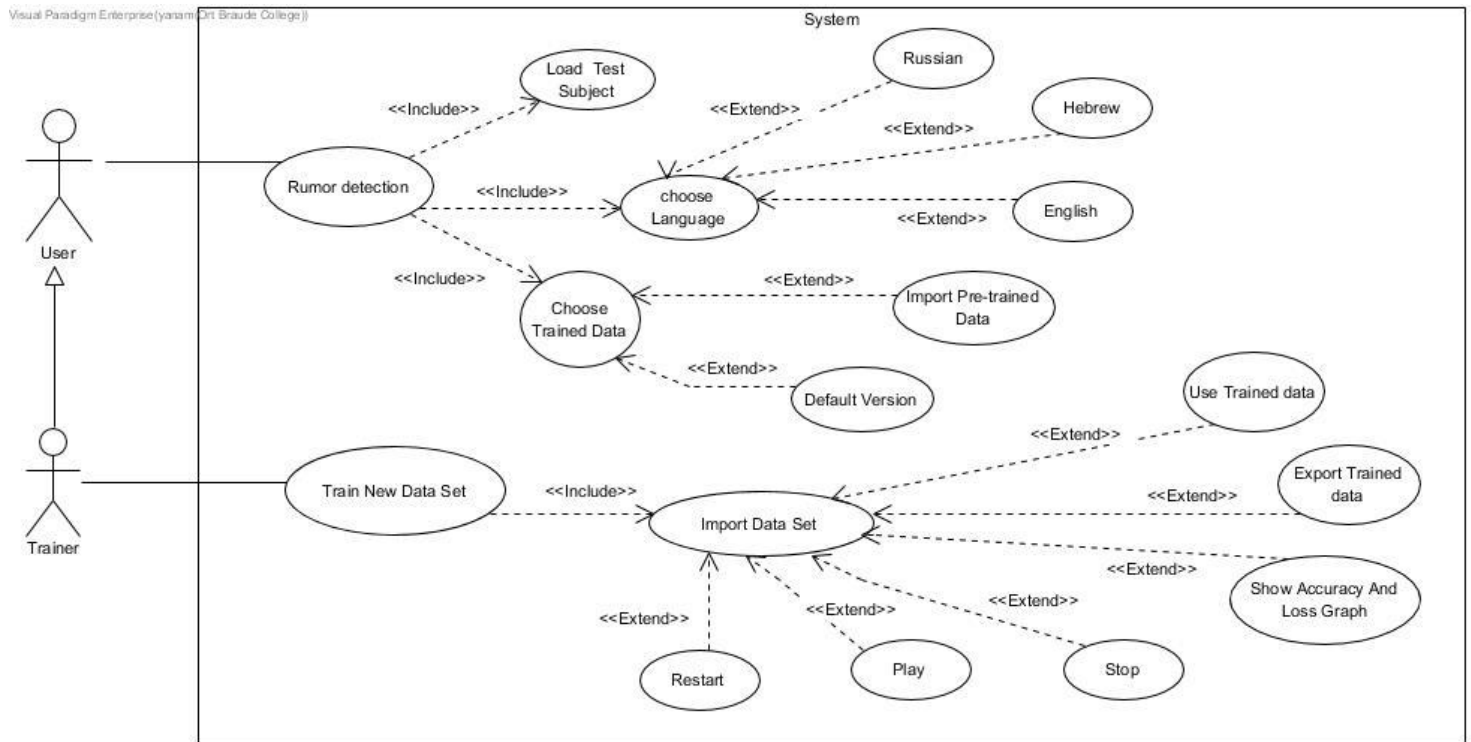 Visual Paradigm Enterprise(yanam(Ort Braude College))
System
Load Test
Subject
<<Include>>
Russian
<<Extend>>
Hebrew
<<Extend>>
Rumor detection
<<Include>>
choose
Language
English
<<Extend>>
User
<<Include>>
Choose
Trained Data
<<Extend>>
Import Pre-trained
Data
<<Extend>>
Default Version
Use Trained data
<<Extend>>
Train New Data Set
<<Include>>
Import Data Set
Export Trained
data
<<Extend>>
Trainer
<<Extend>>
Show Accuracy And
Loss Graph
<<Extend>>
<<Extend>>
<<Extend>>
Restart
Play
Stop